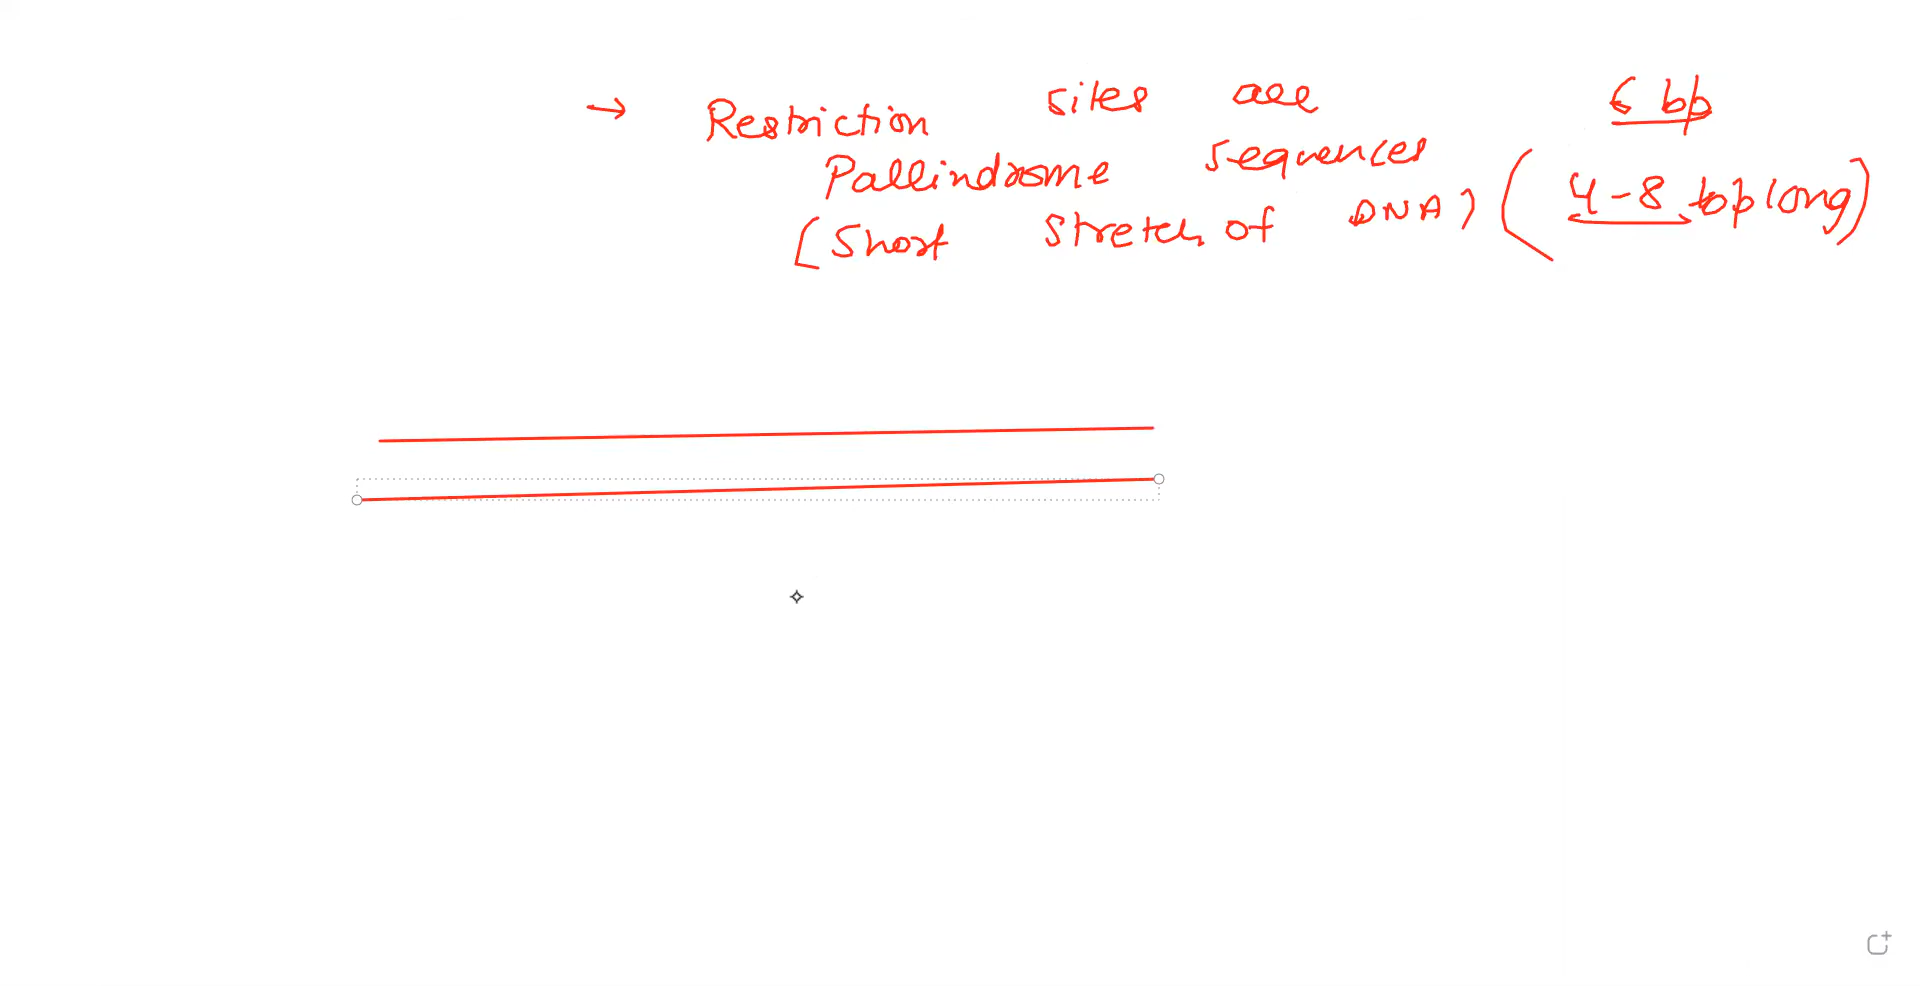 → Restriction sites are 6 bp
Pallindrome sequences
[Short stretch of DNA) (4-8 bp long)